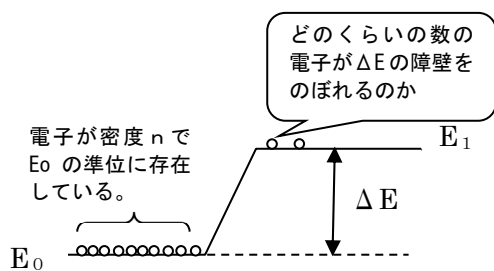 どのくらいの数の
電子がΔEの障壁を
のぼれるのか
電子が密度 n で
Eo の準位に存在
している。
E₁
ΔE
E₀